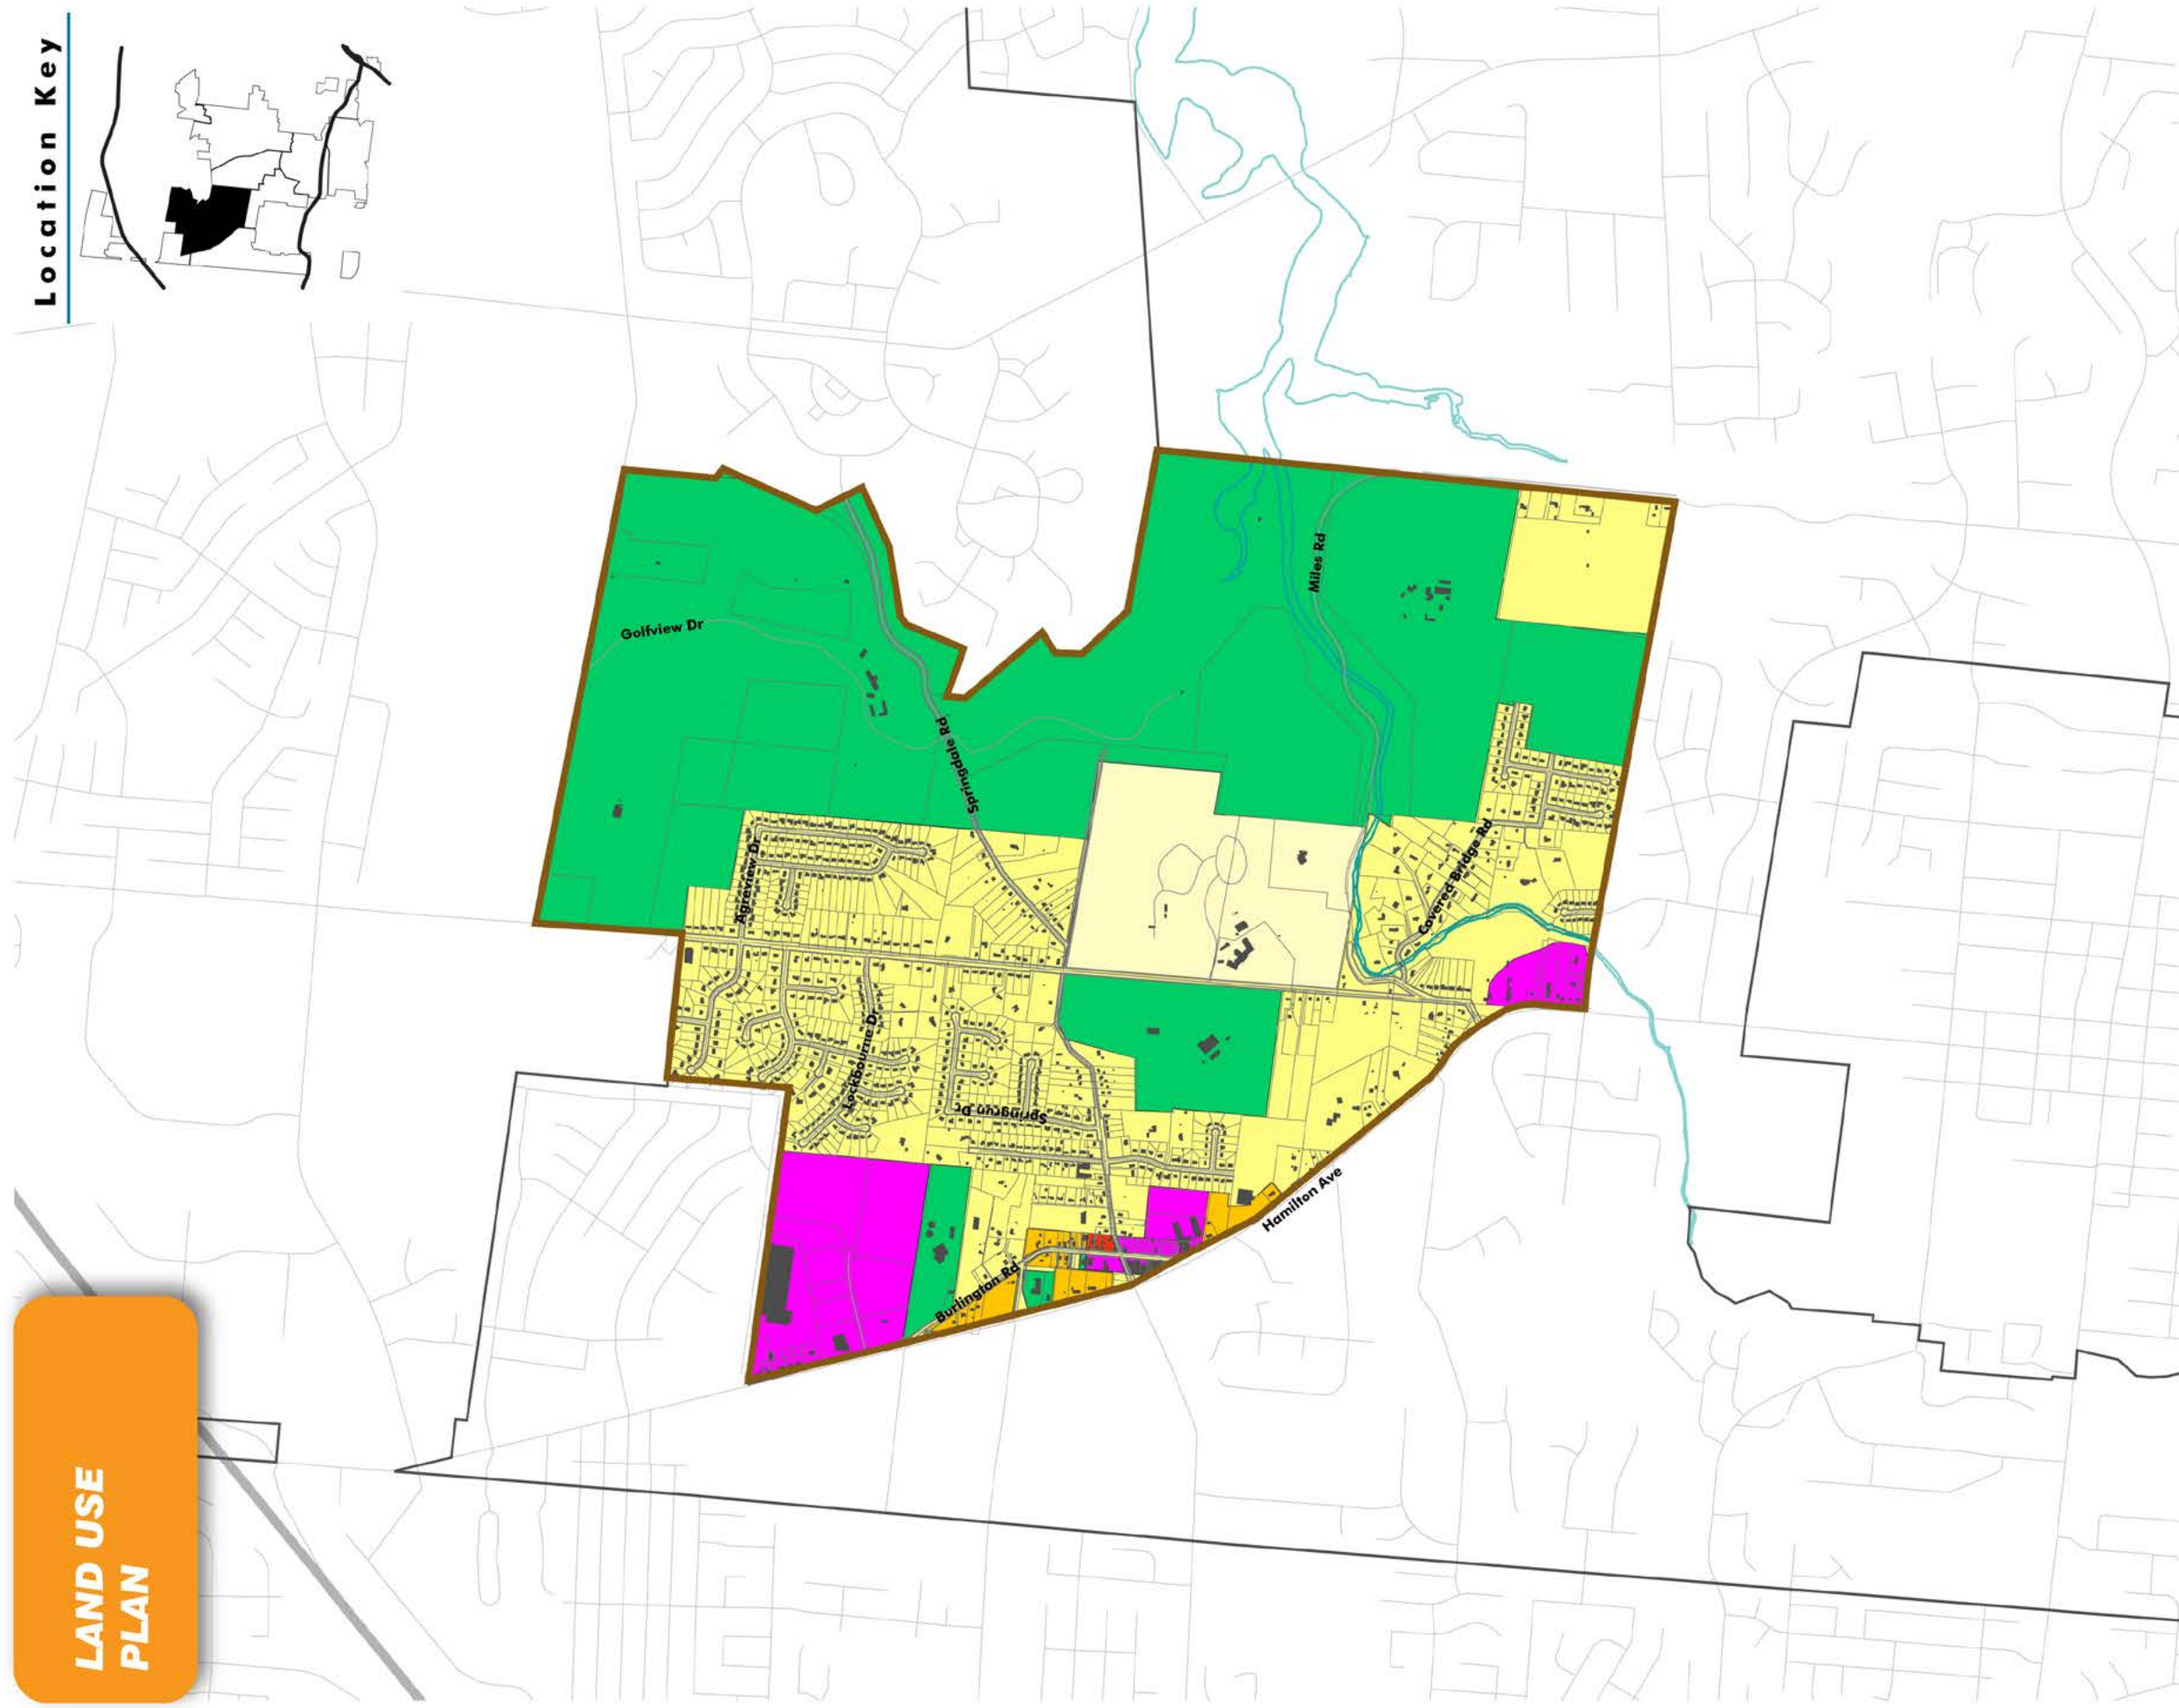 Location Key
LAND USE
PLAN
Golfview Dr
Springdale Rd
Miles Rd
Agreview Dr
Covered Bridge Rd
Lockbourne Dr
Springrun Dr
Burlington Rd
Hamilton Ave